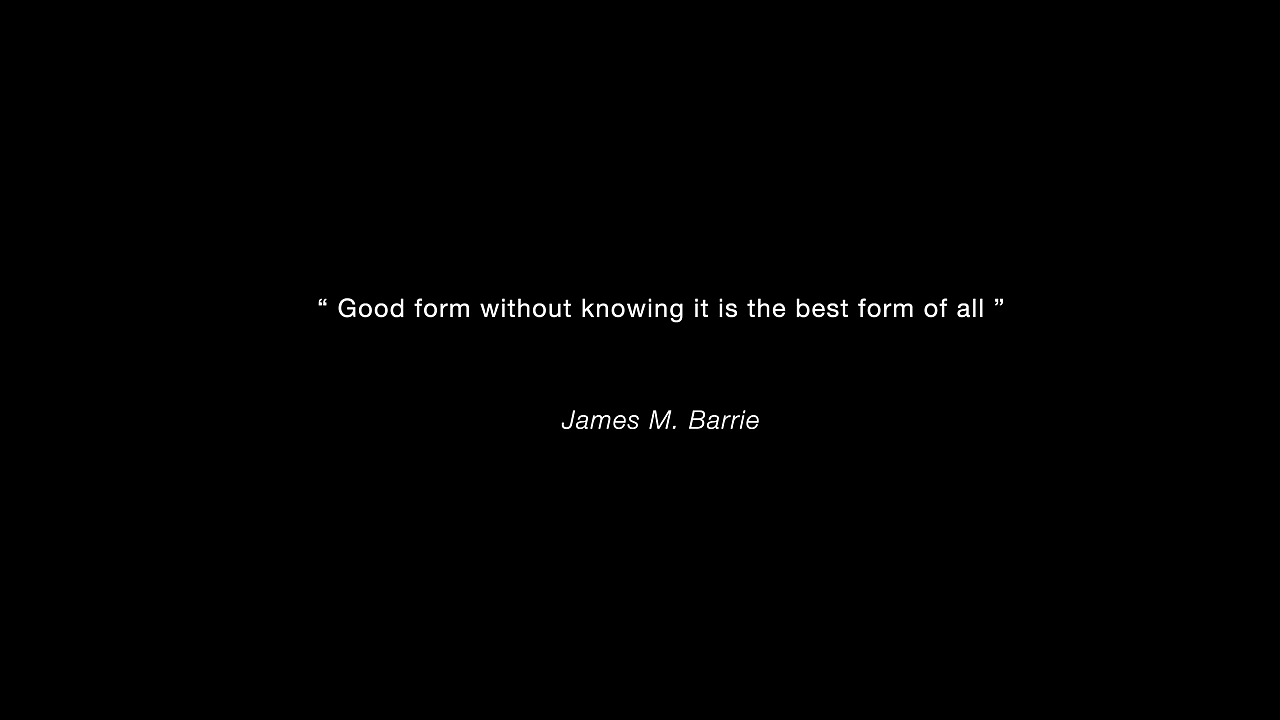 “ Good form without knowing it is the best form of all ”
James M. Barrie